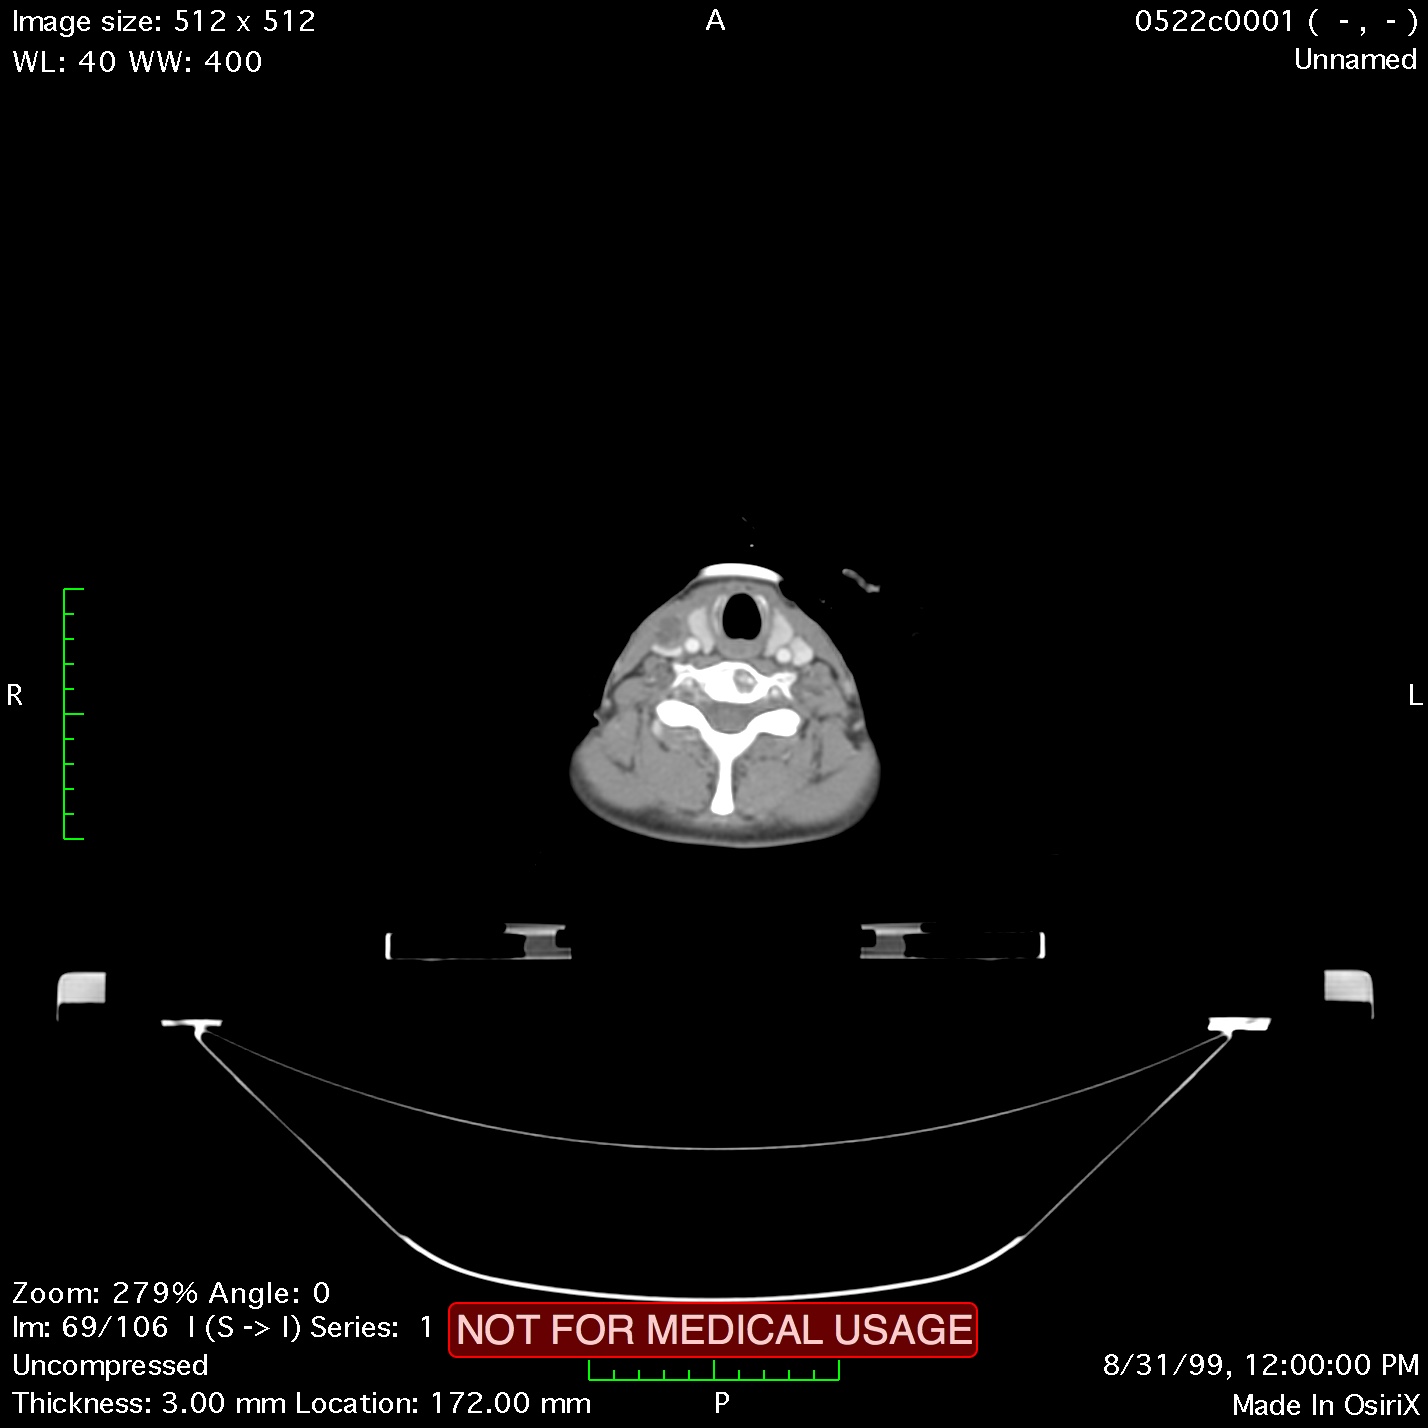 Image size: 512 x 512
WL: 40 WW: 400
A
0522c0001 ( - , - )
Unnamed
R
L
Zoom: 279% Angle: 0
Im: 69/106 I (S -> I) Series: 1
Uncompressed
Thickness: 3.00 mm Location: 172.00 mm
NOT FOR MEDICAL USAGE
P
8/31/99, 12:00:00 PM
Made In OsiriX